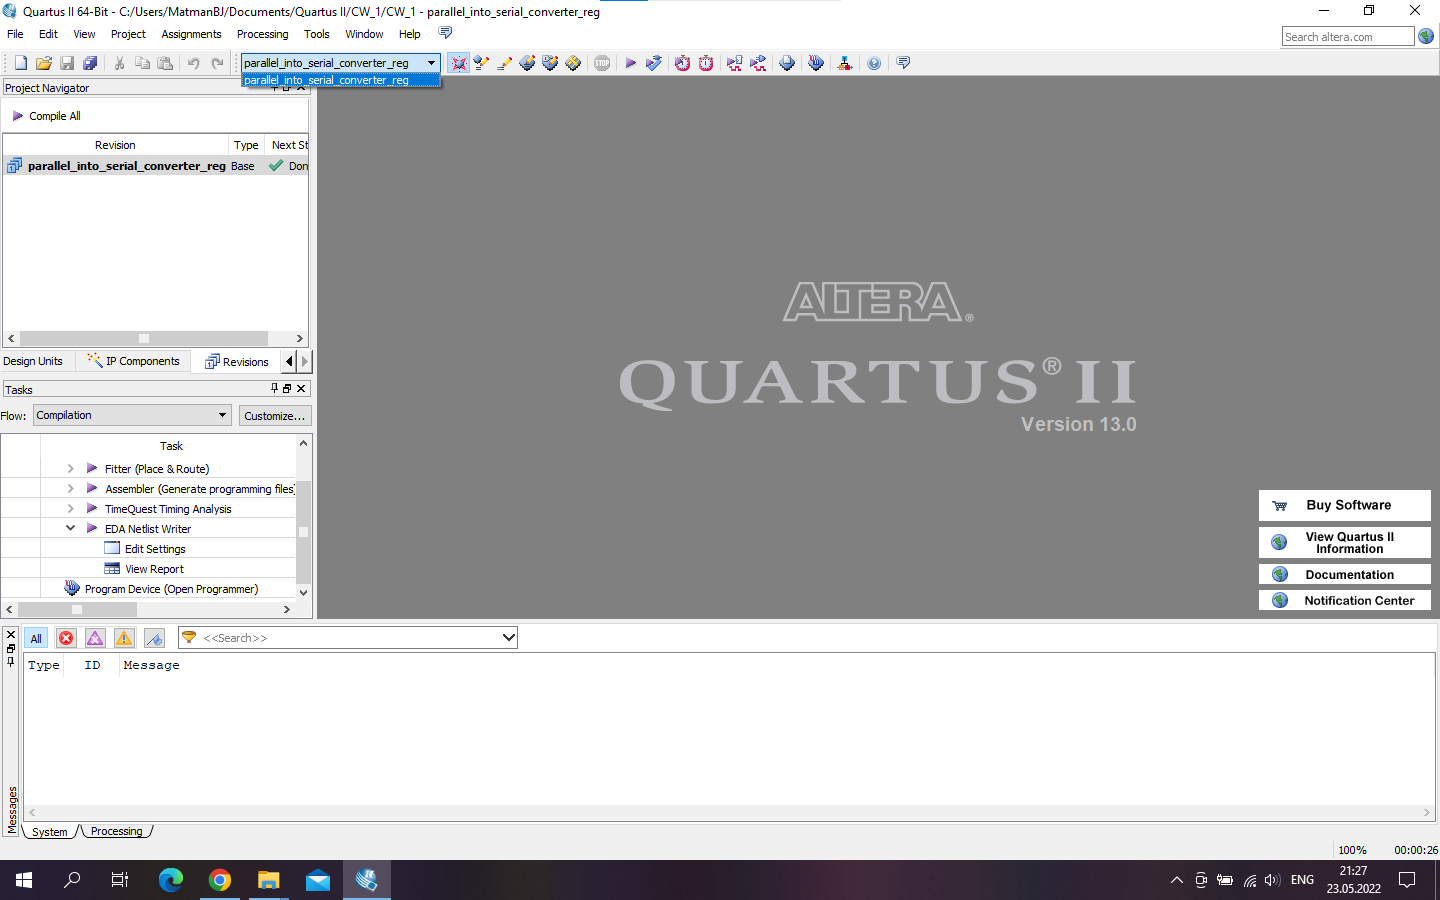 Quartus II 64-Bit - C:/Users/MatmanBJ/Documents/Quartus II/CW_1/CW_1 - parallel_into_serial_converter_reg
File Edit View Project Assignments Processing Tools Window Help
Search altera.com
parallel_into_serial_converter_reg
parallel_into_serial_converter_reg
Project Navigator
Compile All
Revision Type Next St
parallel_into_serial_converter_reg Base Don
Design Units IP Components Revisions
Tasks
Flow: Compilation Customize...
Task
Fitter (Place & Route)
Assembler (Generate programming files)
TimeQuest Timing Analysis
EDA Netlist Writer
Edit Settings
View Report
Program Device (Open Programmer)
ALTERA®
QUARTUS® II
Version 13.0
Buy Software
View Quartus II
Information
Documentation
Notification Center
All <<Search>>
Type ID Message
Messages
System Processing
100% 00:00:26
ENG
21:27
23.05.2022